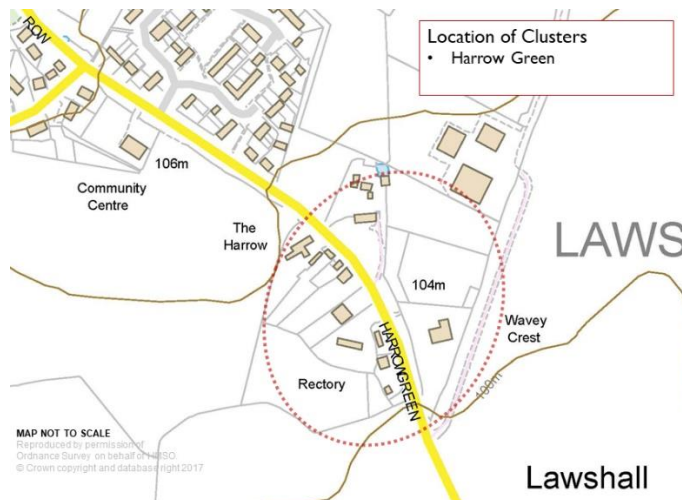 Location of Clusters
• Harrow Green
ROW
106m
Community
Centre
The
Harrow
LAWS
104m
Wavey
Crest
HARROW GREEN
Rectory
100m
MAP NOT TO SCALE
Reproduced by permission of
Ordnance Survey on behalf of HMSO.
© Crown copyright and database right 2017
Lawshall